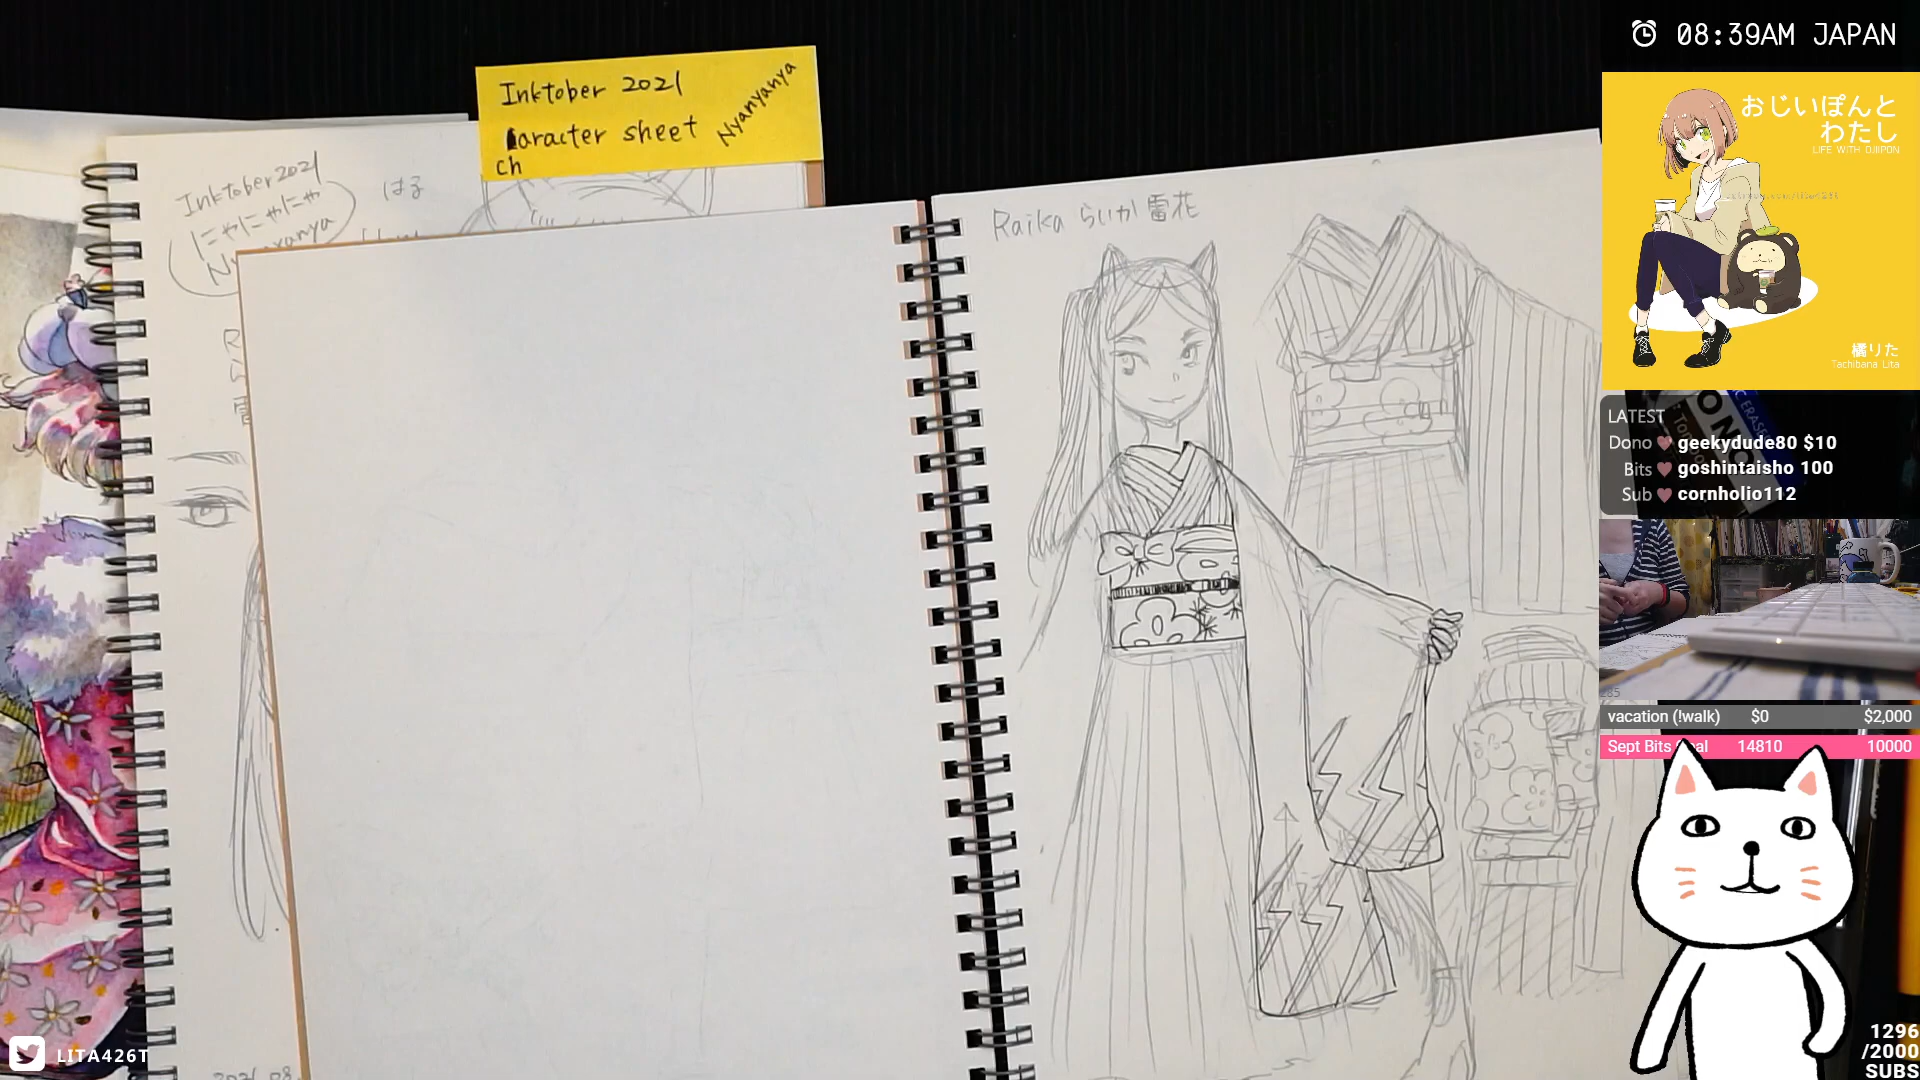 Inktober 2021
aracter sheet
ch
Nyanyanya
Inktober 2021
にゃにゃにゃ
はる
Raika らいか 雷花
08:39AM JAPAN
おじいぽんと
わたし
LIFE WITH OJIIPON
橘りた
Tachibana Lita
LATEST
Dono geekydude80 $10
Bits goshintaisho 100
Sub cornholio112
vacation (!walk) $0 $2,000
Sept Bits 14810 10000
1296
/2000
SUBS
LITA426T